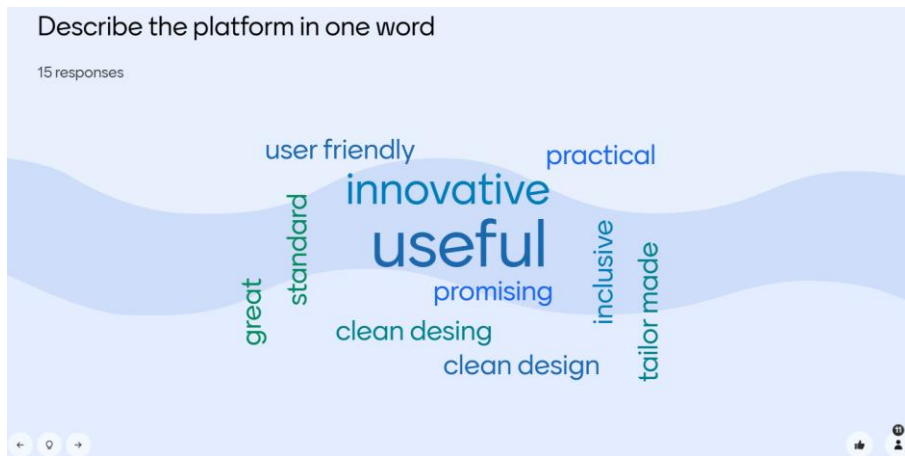 Describe the platform in one word
15 responses
user friendly
practical
innovative
standard
useful
inclusive
tailor made
great
promising
clean desing
clean design
11